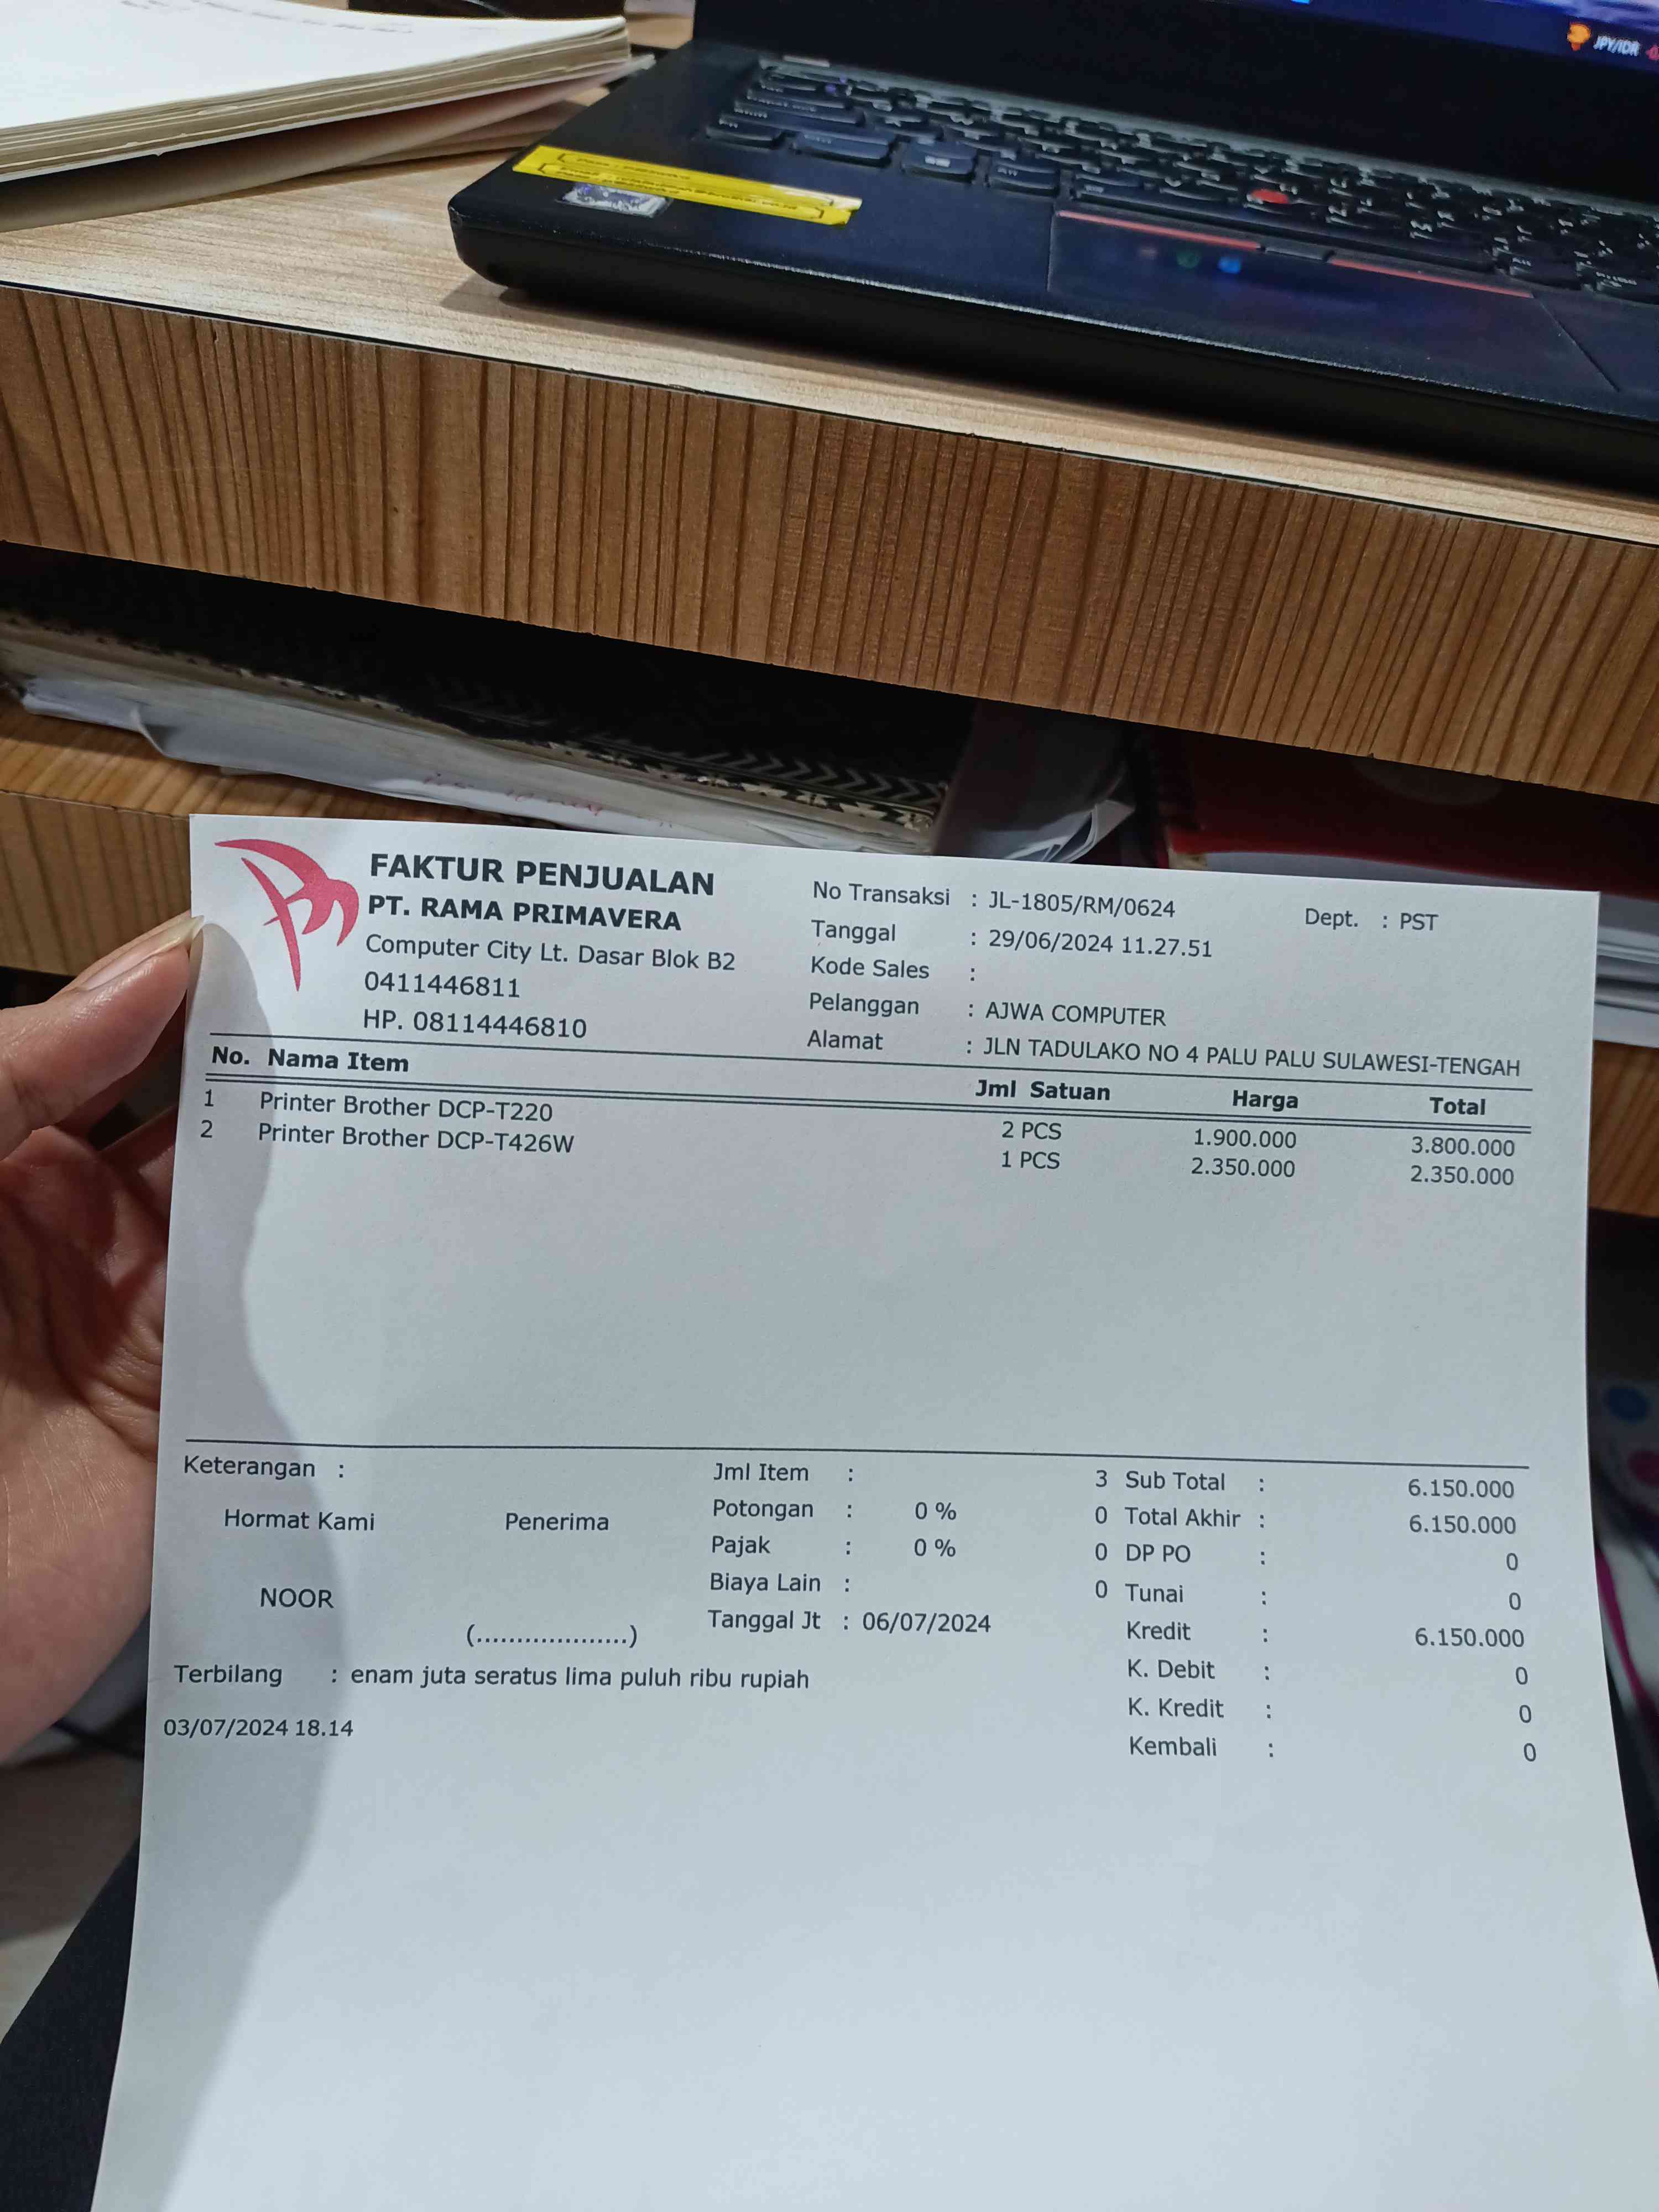 JPY/IDR
FAKTUR PENJUALAN
PT. RAMA PRIMAVERA
Computer City Lt. Dasar Blok B2
0411446811
HP. 08114446810
No Transaksi : JL-1805/RM/0624 Dept. : PST
Tanggal : 29/06/2024 11.27.51
Kode Sales :
Pelanggan : AJWA COMPUTER
Alamat : JLN TADULAKO NO 4 PALU PALU SULAWESI-TENGAH
No. Nama Item Jml Satuan Harga Total
1 Printer Brother DCP-T220 2 PCS 1.900.000 3.800.000
2 Printer Brother DCP-T426W 1 PCS 2.350.000 2.350.000
Keterangan :
Hormat Kami Penerima
NOOR
(...................)
Jml Item : 3
Potongan : 0 % 0
Pajak : 0 % 0
Biaya Lain : 0
Tanggal Jt : 06/07/2024
Sub Total : 6.150.000
Total Akhir : 6.150.000
DP PO : 0
Tunai : 0
Kredit : 6.150.000
K. Debit : 0
K. Kredit : 0
Kembali : 0
Terbilang : enam juta seratus lima puluh ribu rupiah
03/07/2024 18.14